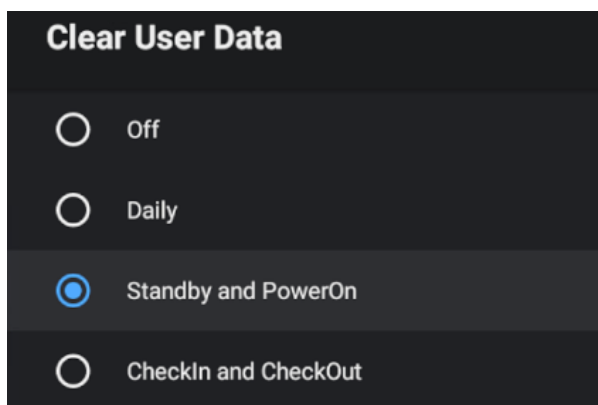 Clear User Data
Off
Daily
Standby and PowerOn
CheckIn and CheckOut